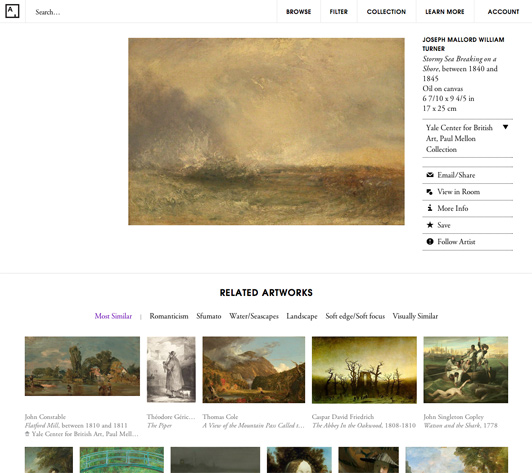 A
Search...
BROWSE
FILTER
COLLECTION
LEARN MORE
ACCOUNT
JOSEPH MALLORD WILLIAM
TURNER
Stormy Sea Breaking on a
Shore, between 1840 and
1845
Oil on canvas
6 7/10 x 9 4/5 in
17 x 25 cm
Yale Center for British
Art, Paul Mellon
Collection
Email/Share
View in Room
More Info
Save
Follow Artist
RELATED ARTWORKS
Most Similar | Romanticism Sfumato Water/Seascapes Landscape Soft edge/Soft focus Visually Similar
John Constable
Flatford Mill, between 1810 and 1811
Yale Center for British Art, Paul Mell...
Théodore Géric...
The Piper
Thomas Cole
A View of the Mountain Pass Called t...
Caspar David Friedrich
The Abbey In the Oakwood, 1808-1810
John Singleton Copley
Watson and the Shark, 1778